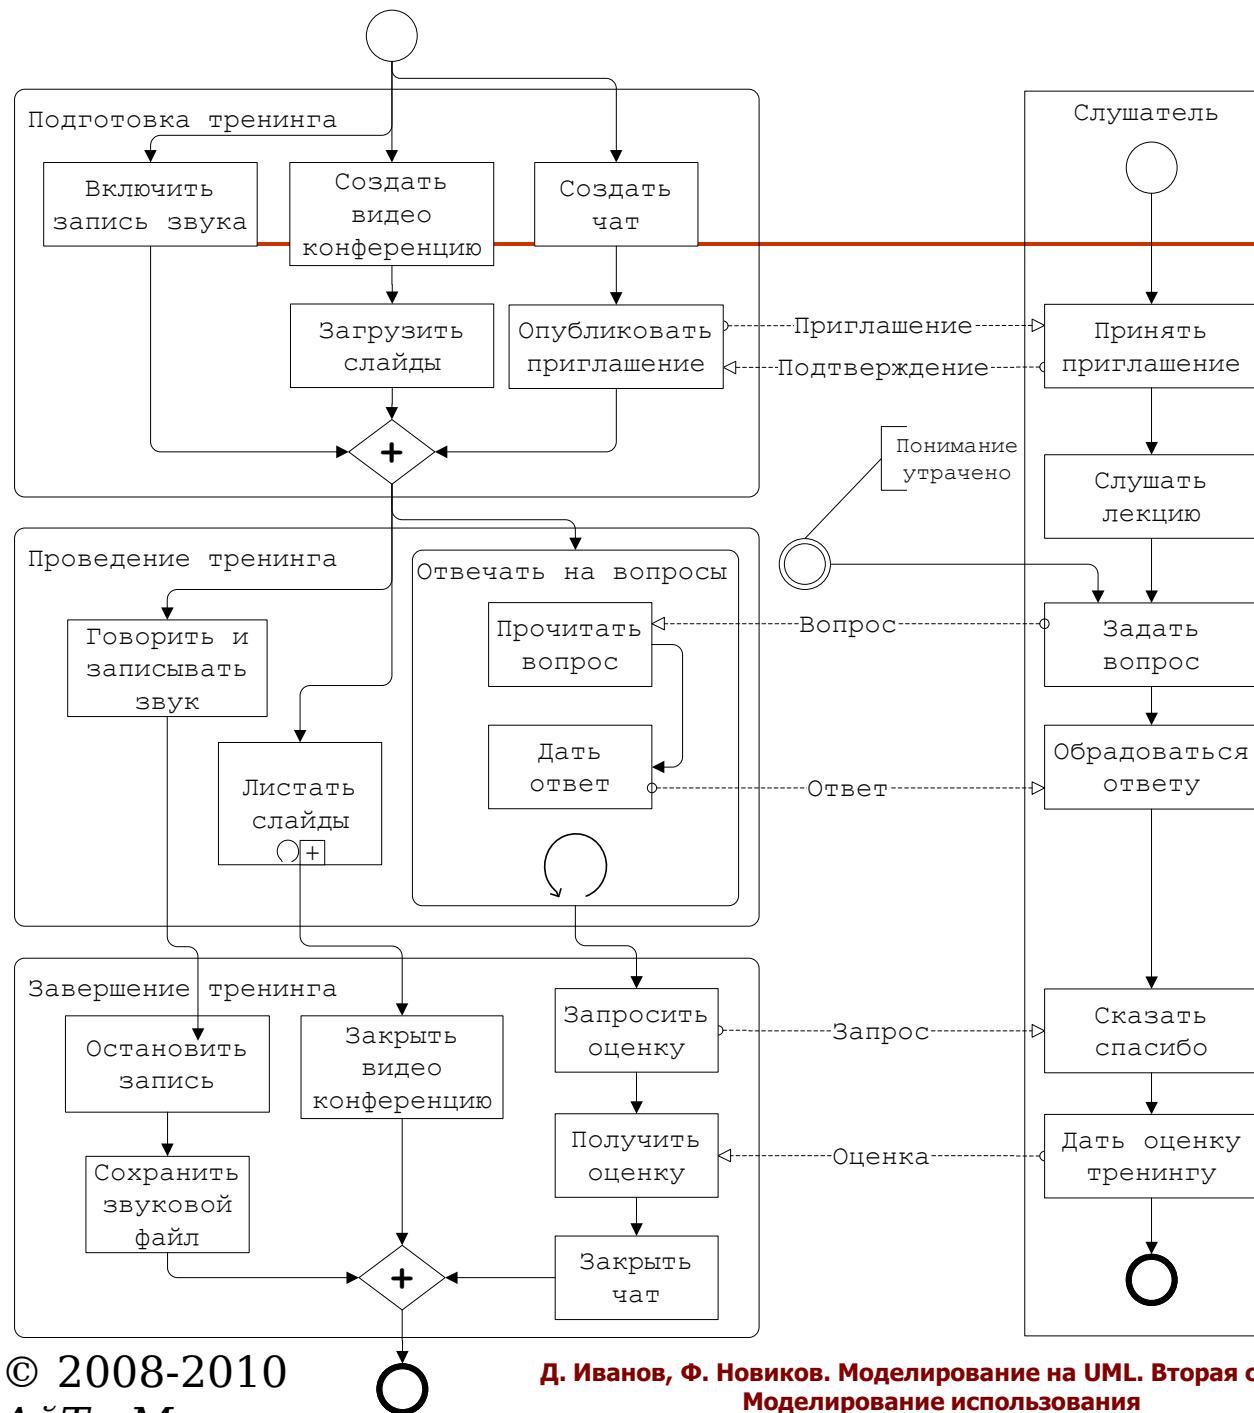 Подготовка тренинга
Включить
запись звука
Создать
видео
конференцию
Создать
чат
Загрузить
слайды
Опубликовать
приглашение
Приглашение
Подтверждение
Слушатель
Принять
приглашение
Понимание
утрачено
Слушать
лекцию
Проведение тренинга
Говорить и
записывать
звук
Листать
слайды
+
Отвечать на вопросы
Прочитать
вопрос
Дать
ответ
Вопрос
Ответ
Задать
вопрос
Обрадоваться
ответу
Завершение тренинга
Остановить
запись
Сохранить
звуковой
файл
Закрыть
видео
конференцию
Запросить
оценку
Получить
оценку
Закрыть
чат
Запрос
Оценка
Сказать
спасибо
Дать оценку
тренингу
© 2008-2010
Д. Иванов, Ф. Новиков. Моделирование на UML. Вторая
Моделирование использования